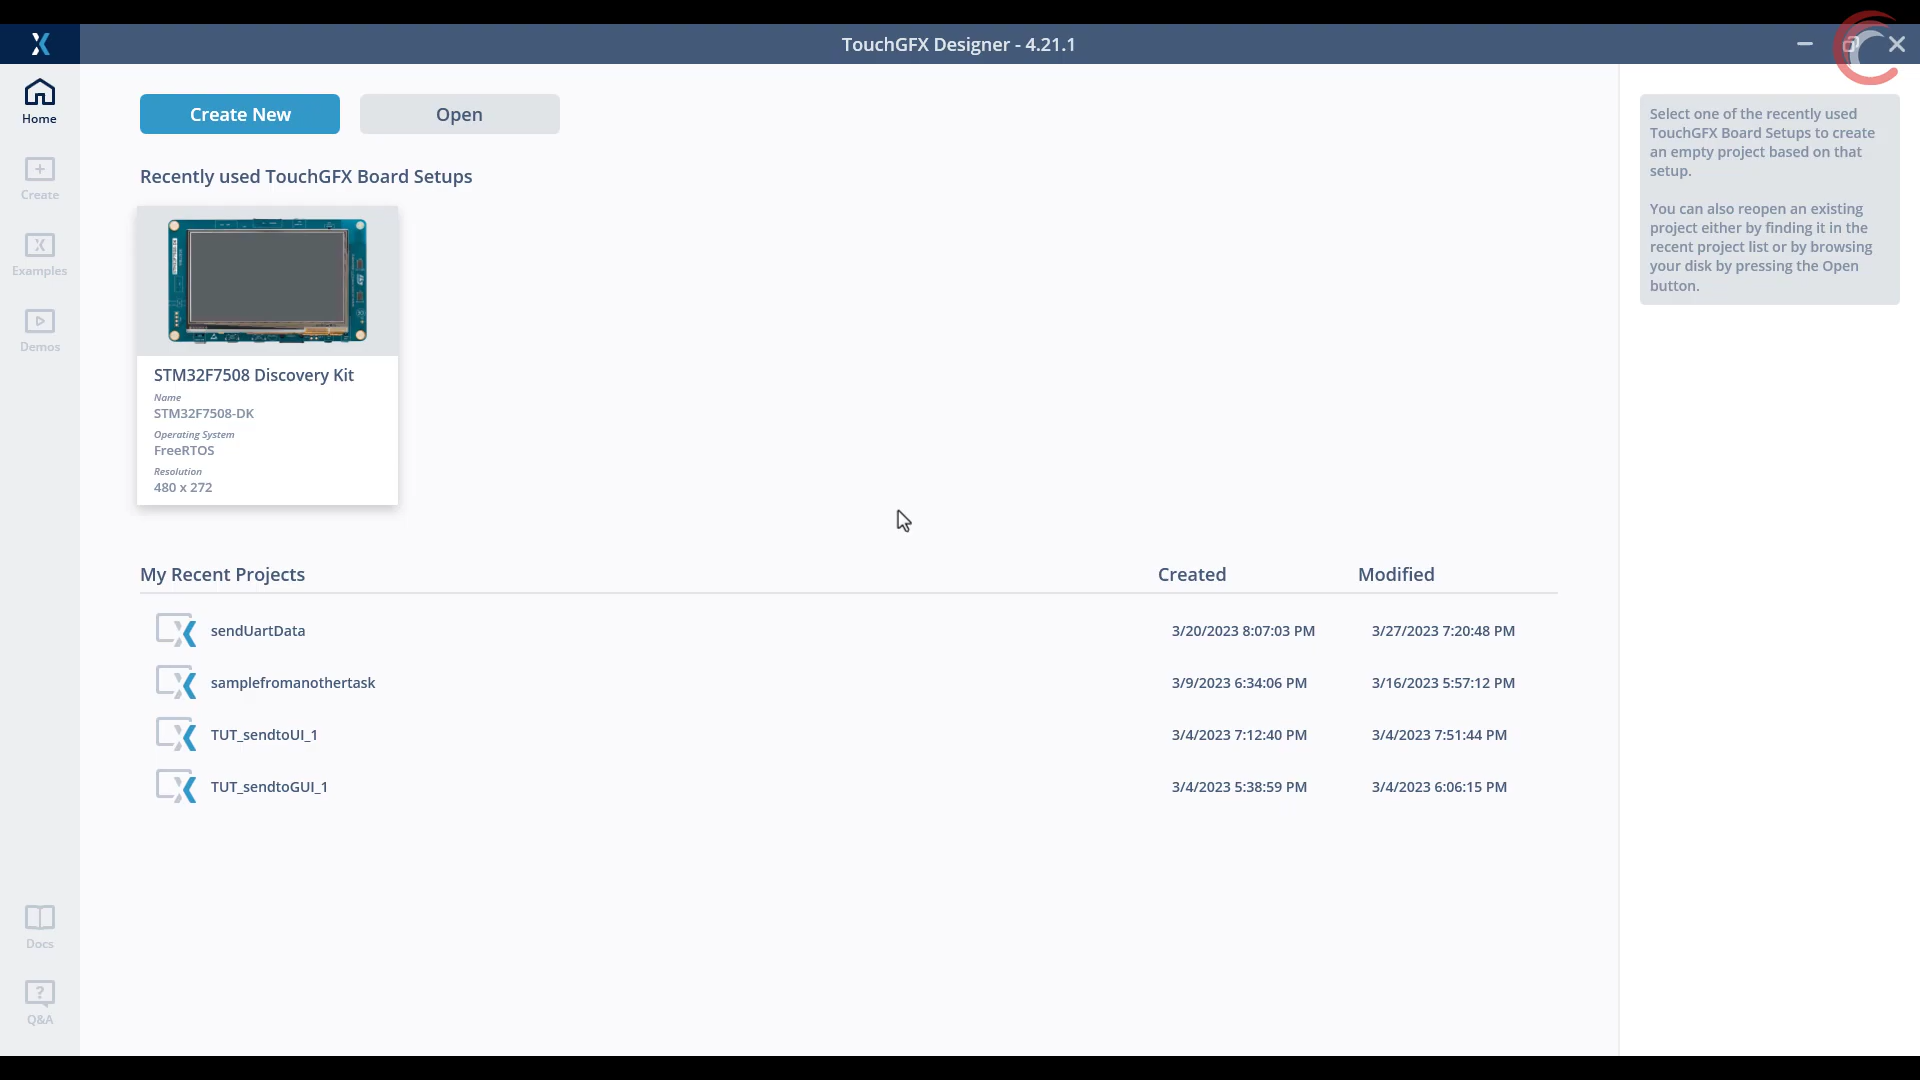 TouchGFX Designer - 4.21.1
Home
Create
Examples
Demos
Docs
Q&A
Create New
Open
Recently used TouchGFX Board Setups
STM32F7508 Discovery Kit
Name
STM32F7508-DK
Operating System
FreeRTOS
Resolution
480 x 272
My Recent Projects Created Modified
sendUartData 3/20/2023 8:07:03 PM 3/27/2023 7:20:48 PM
samplefromanothertask 3/9/2023 6:34:06 PM 3/16/2023 5:57:12 PM
TUT_sendtoUI_1 3/4/2023 7:12:40 PM 3/4/2023 7:51:44 PM
TUT_sendtoGUI_1 3/4/2023 5:38:59 PM 3/4/2023 6:06:15 PM
Select one of the recently used
TouchGFX Board Setups to create
an empty project based on that
setup.
You can also reopen an existing
project either by finding it in the
recent project list or by browsing
your disk by pressing the Open
button.